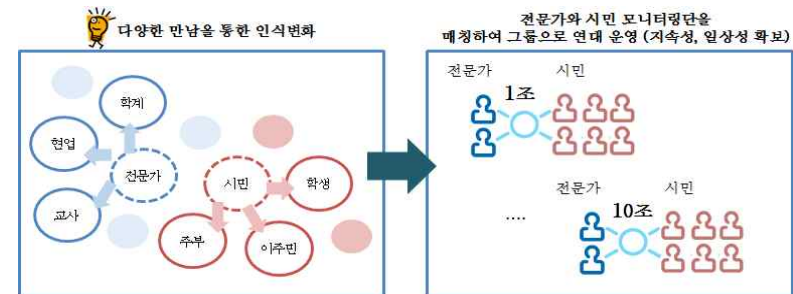 다양한 만남을 통한 인식변화
학계
현업
전문가
교사
시민
학생
주부
이주민
전문가와 시민 모니터링단을
매칭하여 그룹으로 연대 운영 (지속성, 일상성 확보)
전문가 시민
1조
전문가 시민
10조
....